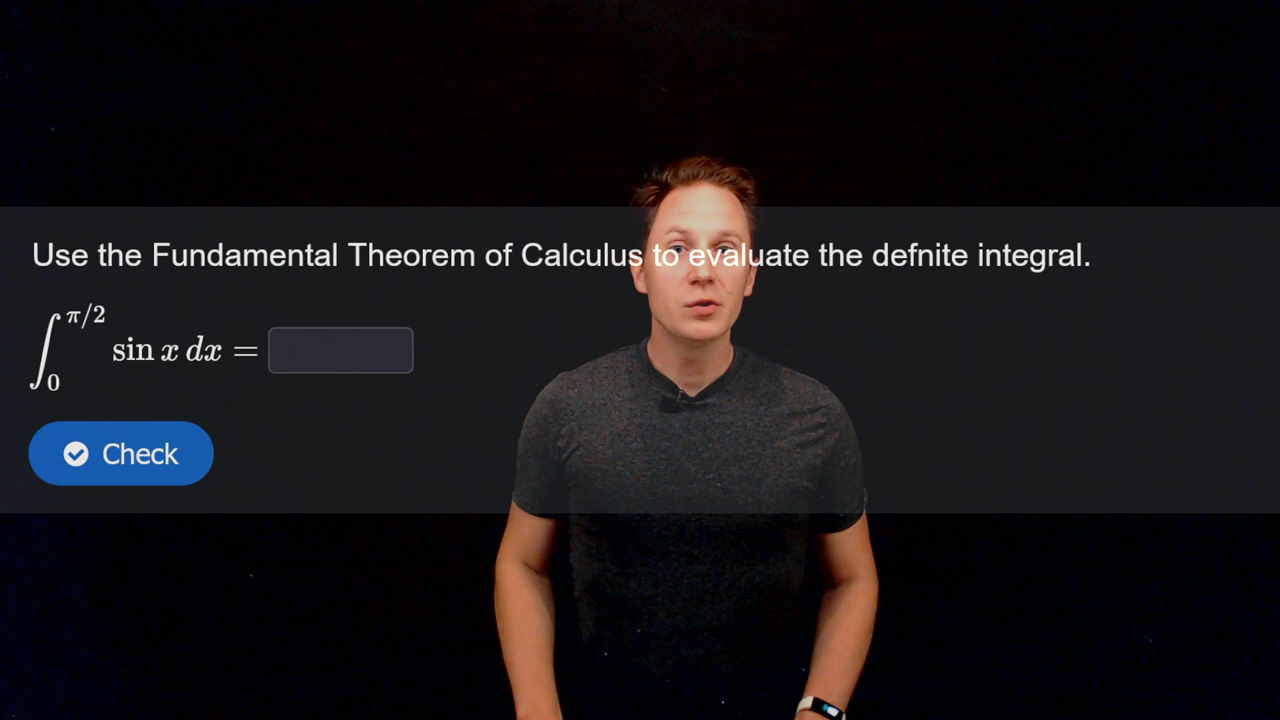 Use the Fundamental Theorem of Calculus to evaluate the defnite integral.
∫₀^{π/2} sin x dx =
Check